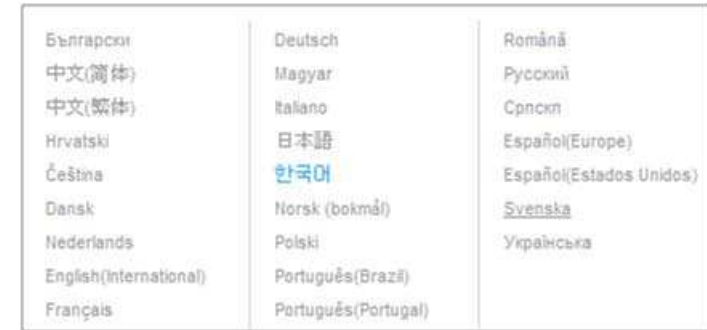 Български
中文(简体)
中文(繁体)
Hrvatski
Čeština
Dansk
Nederlands
English(International)
Français
Deutsch
Magyar
Italiano
日本語
한국어
Norsk (bokmål)
Polski
Português(Brazil)
Português(Portugal)
Română
Русский
Српски
Español(Europe)
Español(Estados Unidos)
Svenska
Українська